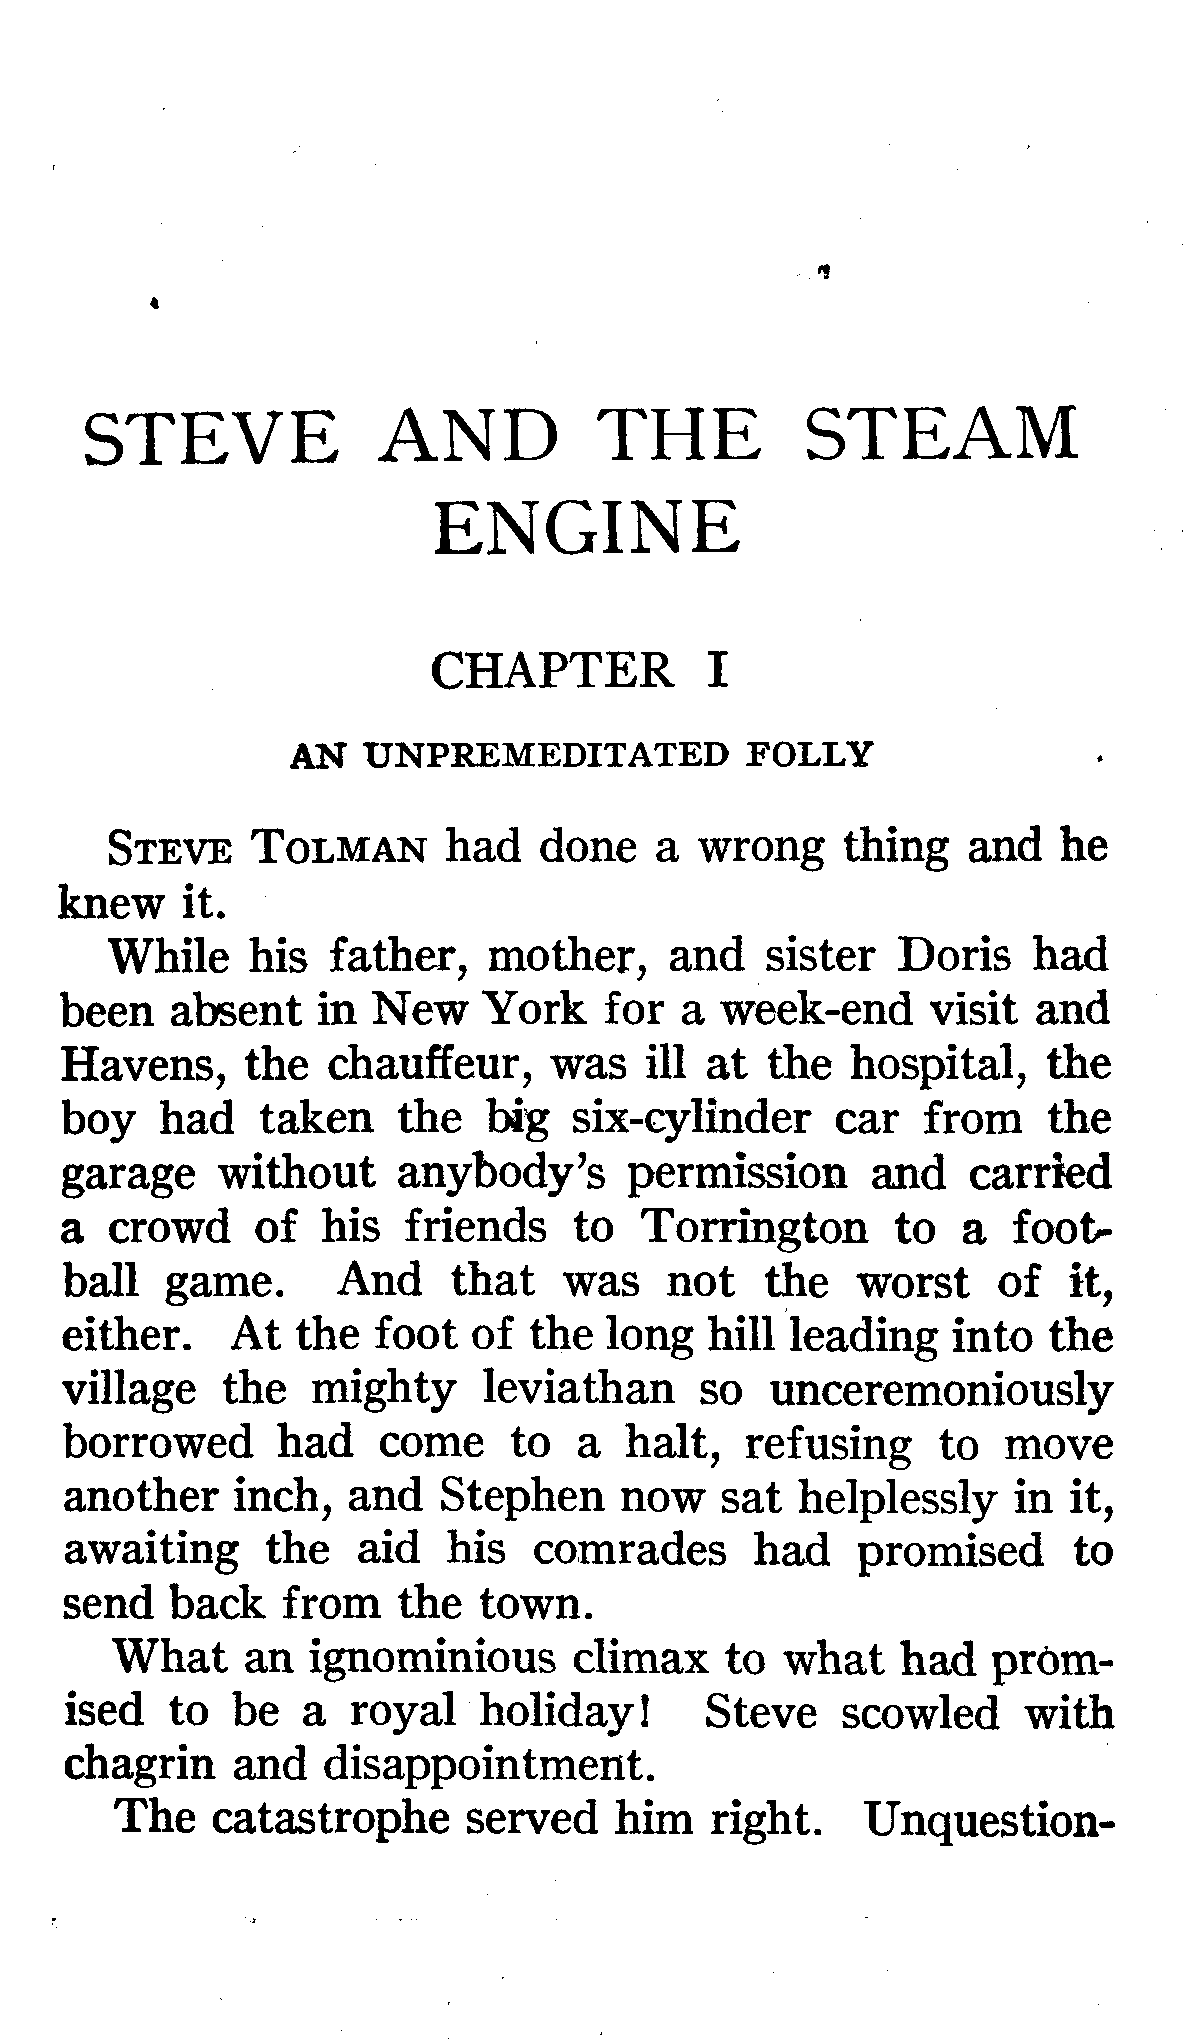 STEVE AND THE STEAM
ENGINE
CHAPTER I
AN UNPREMEDITATED FOLLY
STEVE TOLMAN had done a wrong thing and he
knew it.
While his father, mother, and sister Doris had
been absent in New York for a week-end visit and
Havens, the chauffeur, was ill at the hospital, the
boy had taken the big six-cylinder car from the
garage without anybody's permission and carried
a crowd of his friends to Torrington to a foot-
ball game. And that was not the worst of it,
either. At the foot of the long hill leading into the
village the mighty leviathan so unceremoniously
borrowed had come to a halt, refusing to move
another inch, and Stephen now sat helplessly in it,
awaiting the aid his comrades had promised to
send back from the town.
What an ignominious climax to what had prom-
ised to be a royal holiday! Steve scowled with
chagrin and disappointment.
The catastrophe served him right. Unquestion-